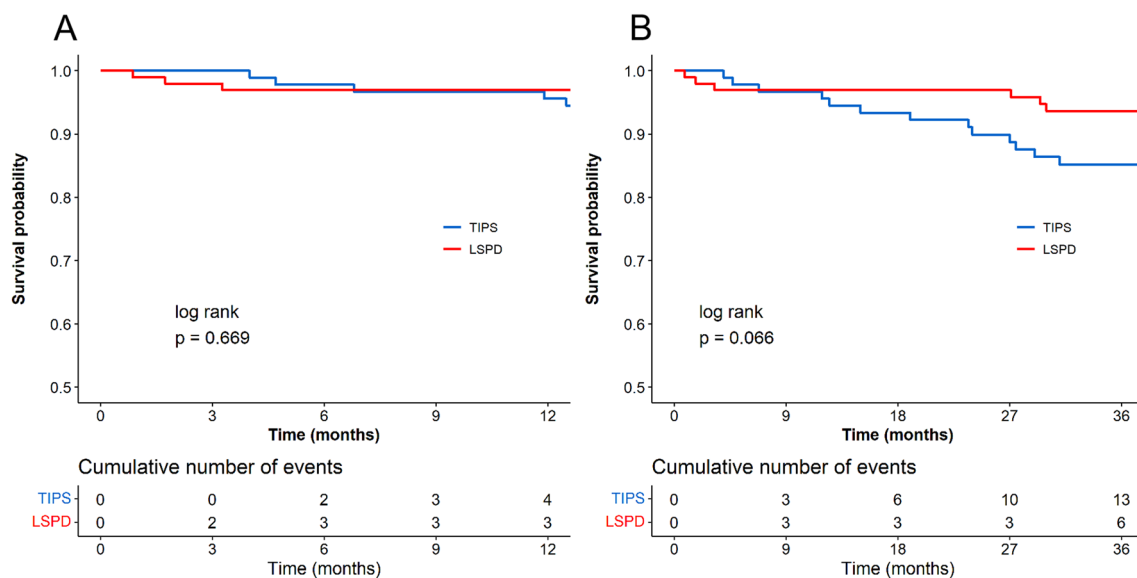 A
Survival probability
1.0
0.9
0.8
0.7
0.6
0.5
TIPS
LSPD
log rank
p = 0.669
0 3 6 9 12
Time (months)
Cumulative number of events
TIPS 0 0 2 3 4
LSPD 0 2 3 3 3
0 3 6 9 12
Time (months)
B
Survival probability
1.0
0.9
0.8
0.7
0.6
0.5
TIPS
LSPD
log rank
p = 0.066
0 9 18 27 36
Time (months)
Cumulative number of events
TIPS 0 3 6 10 13
LSPD 0 3 3 3 6
0 9 18 27 36
Time (months)